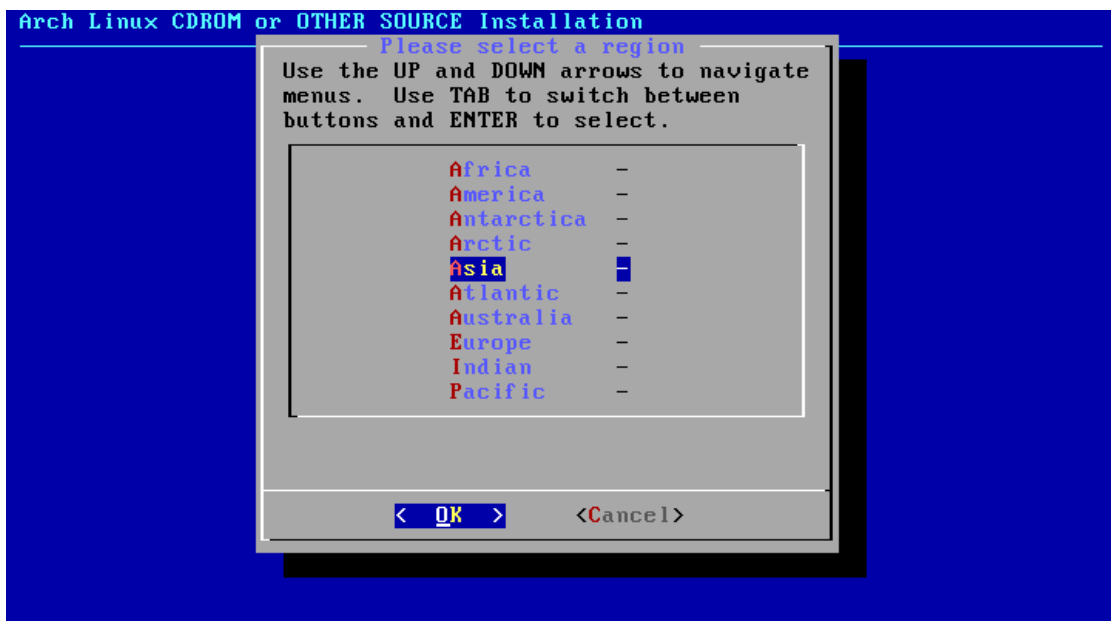 Arch Linux CDROM or OTHER SOURCE Installation
Please select a region
Use the UP and DOWN arrows to navigate
menus.  Use TAB to switch between
buttons and ENTER to select.
Africa -
America -
Antarctica -
Arctic -
Asia -
Atlantic -
Australia -
Europe -
Indian -
Pacific -
< OK > <Cancel>